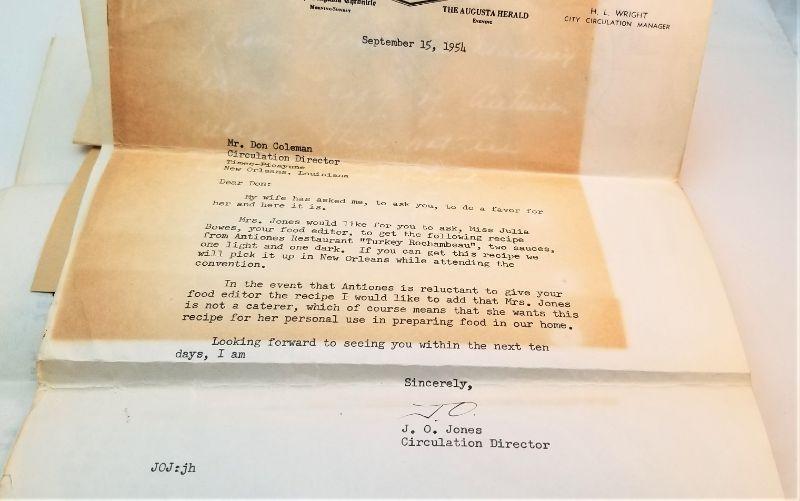 Chronicle
Morning-Sunday
THE AUGUSTA HERALD
Evening
H. L. WRIGHT
CITY CIRCULATION MANAGER
September 15, 1954
Mr. Don Coleman
Circulation Director
Times-Picayune
New Orleans, Louisiana
Dear Don:
My wife has asked me, to ask you, to do a favor for
her and here it is.
Mrs. Jones would like for you to ask, Miss Julia
Bowes, your food editor, to get the following recipe
from Antiones Restaurant "Turkey Rochambeau", two sauces,
one light and one dark. If you can get this recipe we
will pick it up in New Orleans while attending the
convention.
In the event that Antiones is reluctant to give your
food editor the recipe I would like to add that Mrs. Jones
is not a caterer, which of course means that she wants this
recipe for her personal use in preparing food in our home.
Looking forward to seeing you within the next ten
days, I am
Sincerely,
J.O.
J. O. Jones
Circulation Director
JOJ:jh